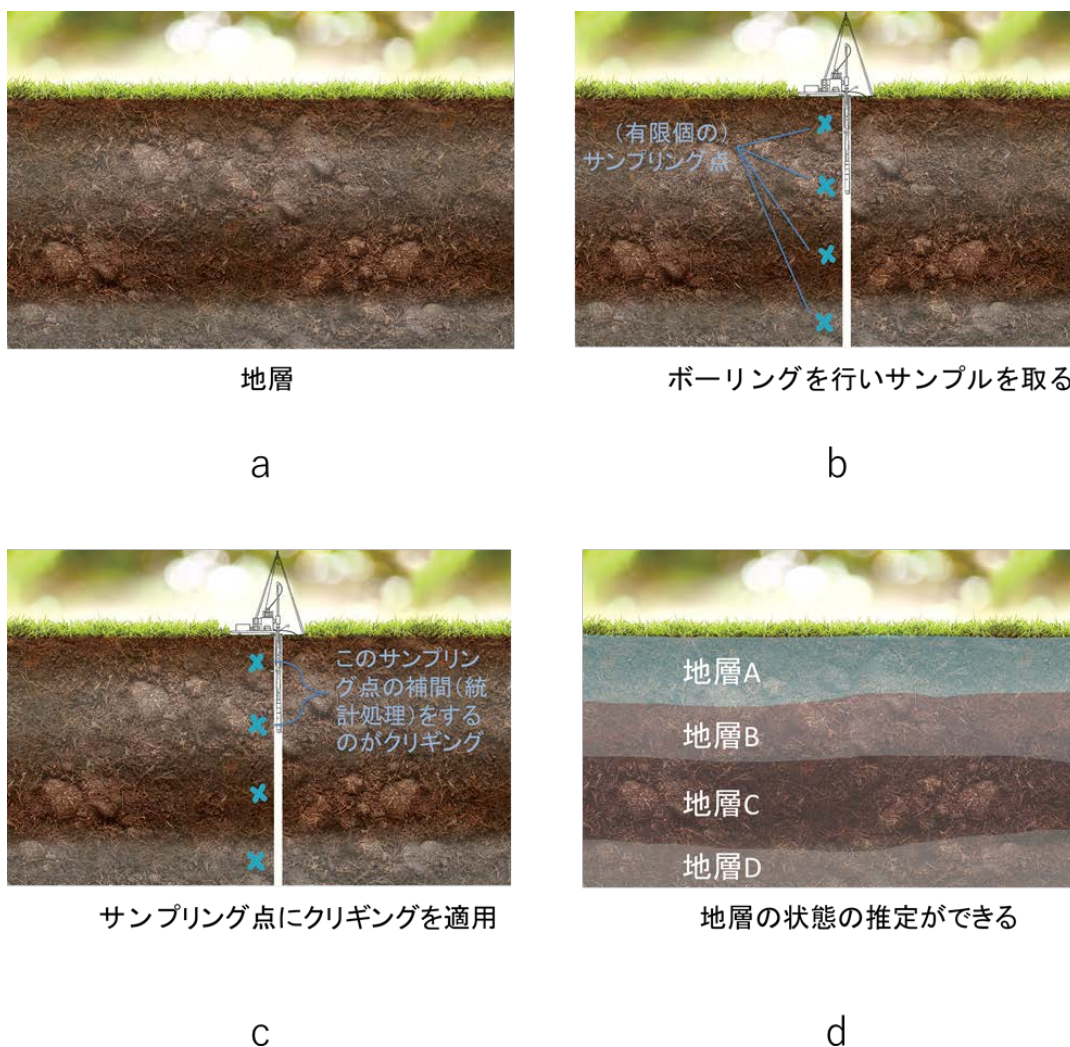 (有限個の)
サンプリング点
地層
ボーリングを行いサンプルを取る
a
b
このサンプリン
グ点の補間(統
計処理)をする
のがクリギング
地層A
地層B
地層C
地層D
サンプリング点にクリギングを適用
地層の状態の推定ができる
c
d